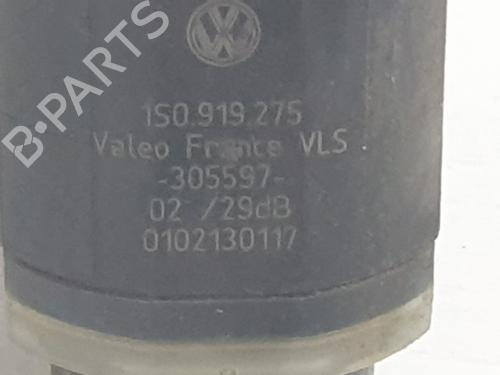 B-PARTS
1S0.919.275
Valeo France VLS
-305597-
02 /29dB
0102130117